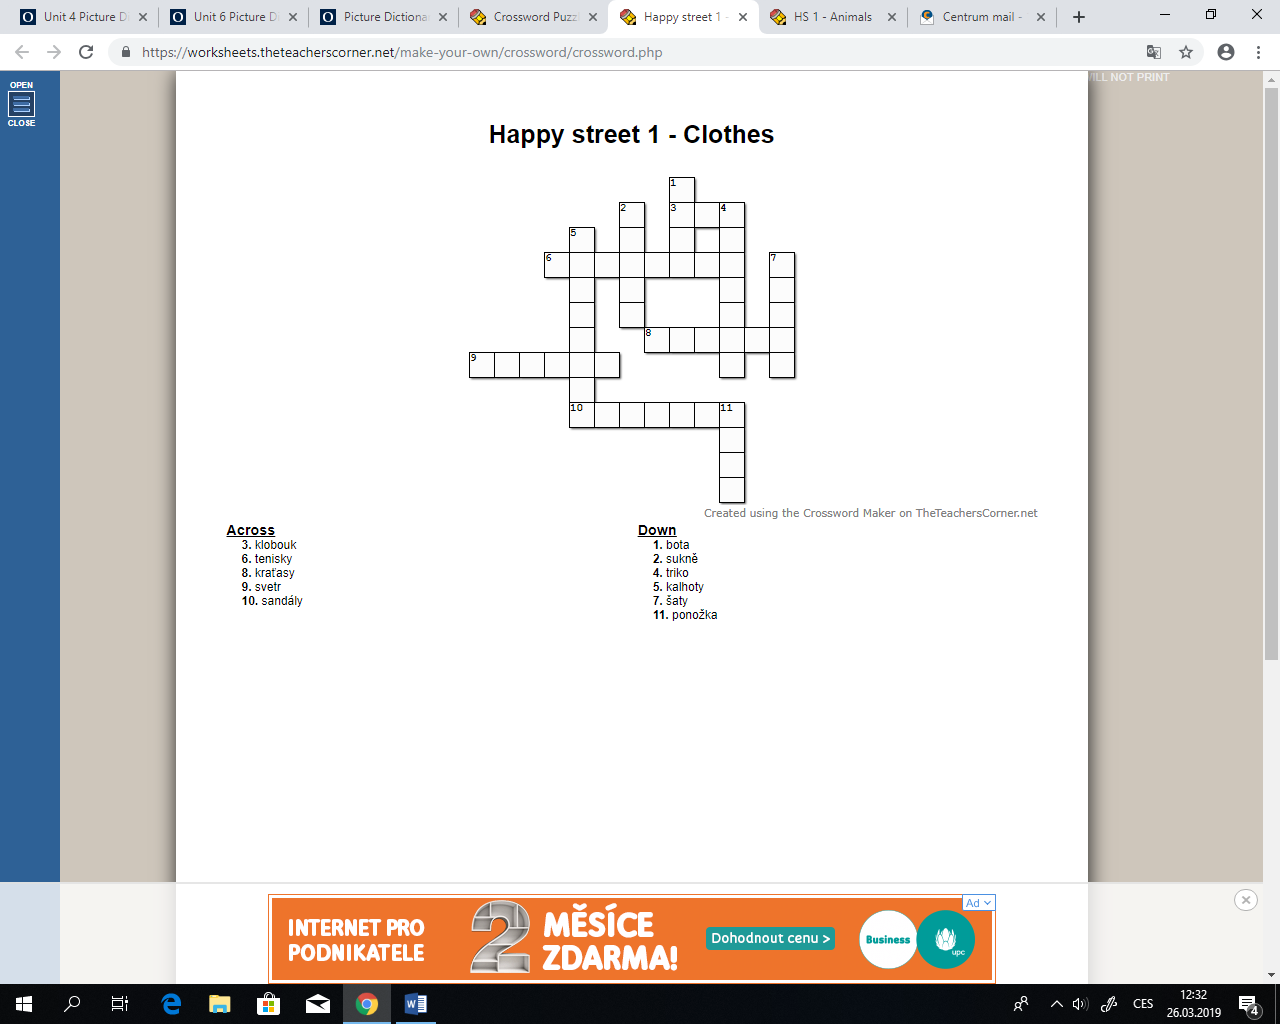 Unit 4 Picture D
Unit 6 Picture D
Picture Dictiona
Crossword Puzz
Happy street 1 -
HS 1 - Animals
Centrum mail -
https://worksheets.theteacherscorner.net/make-your-own/crossword/crossword.php
OPEN
CLOSE
ILL NOT PRINT
Happy street 1 - Clothes
1
2 3 4
5
6 7
8
9
10 11
Created using the Crossword Maker on TheTeachersCorner.net
Across
3. klobouk
6. tenisky
8. kraťasy
9. svetr
10. sandály
Down
1. bota
2. sukně
4. triko
5. kalhoty
7. šaty
11. ponožka
INTERNET PRO
PODNIKATELE
2 MĚSÍCE
ZDARMA!
Dohodnout cenu >
Business
upc
Ad
CES
12:32
26.03.2019
4